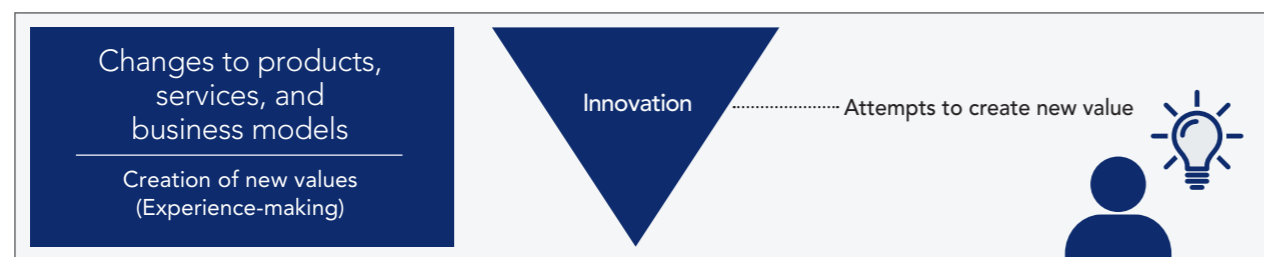 Changes to products,
services, and
business models
Creation of new values
(Experience-making)
Innovation
Attempts to create new value